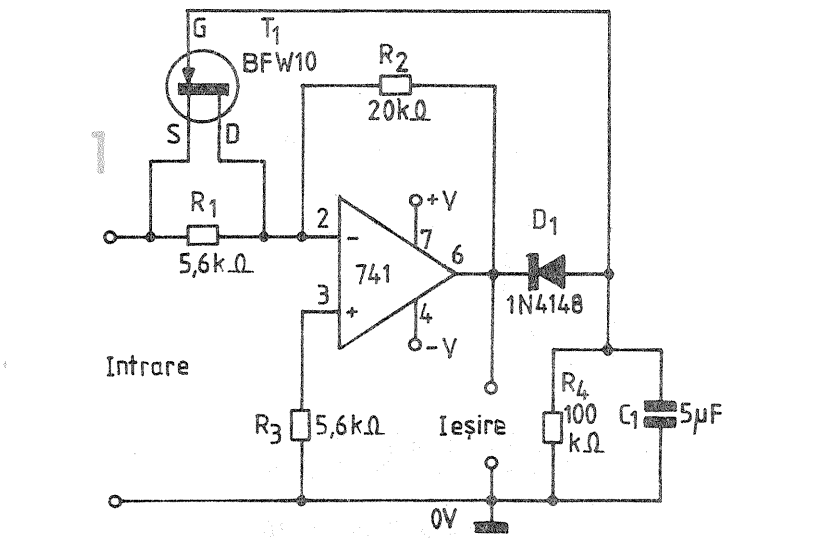 G
T1
BFW10
R2
20kΩ
S
D
1
R1
5,6kΩ
2
−
+V
7
741
6
D1
1N4148
3
+
4
−V
Intrare
R3
5,6kΩ
Ieșire
R4
100
kΩ
C1
5µF
0V